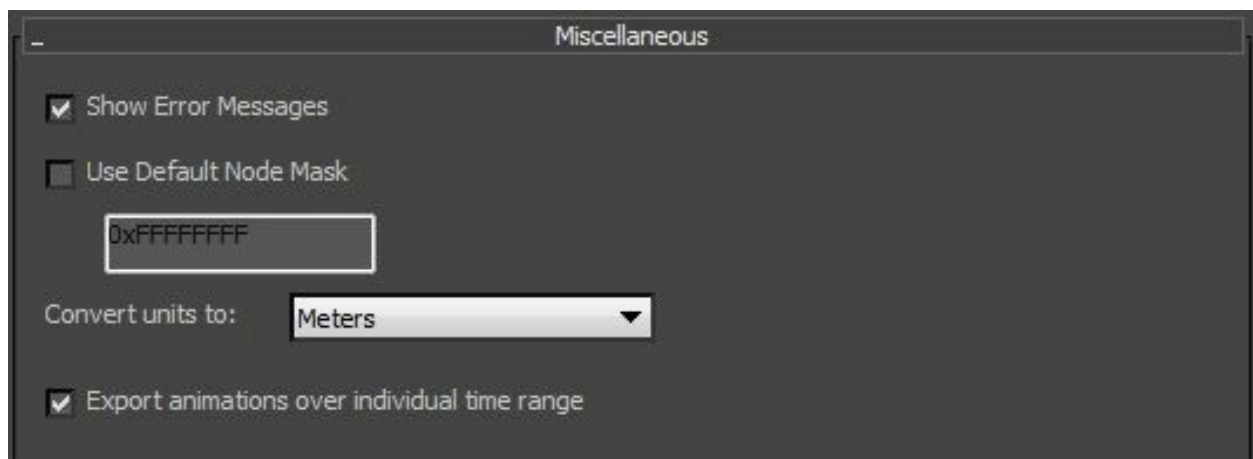 Miscellaneous
Show Error Messages
Use Default Node Mask
0xFFFFFFFF
Convert units to: Meters
Export animations over individual time range